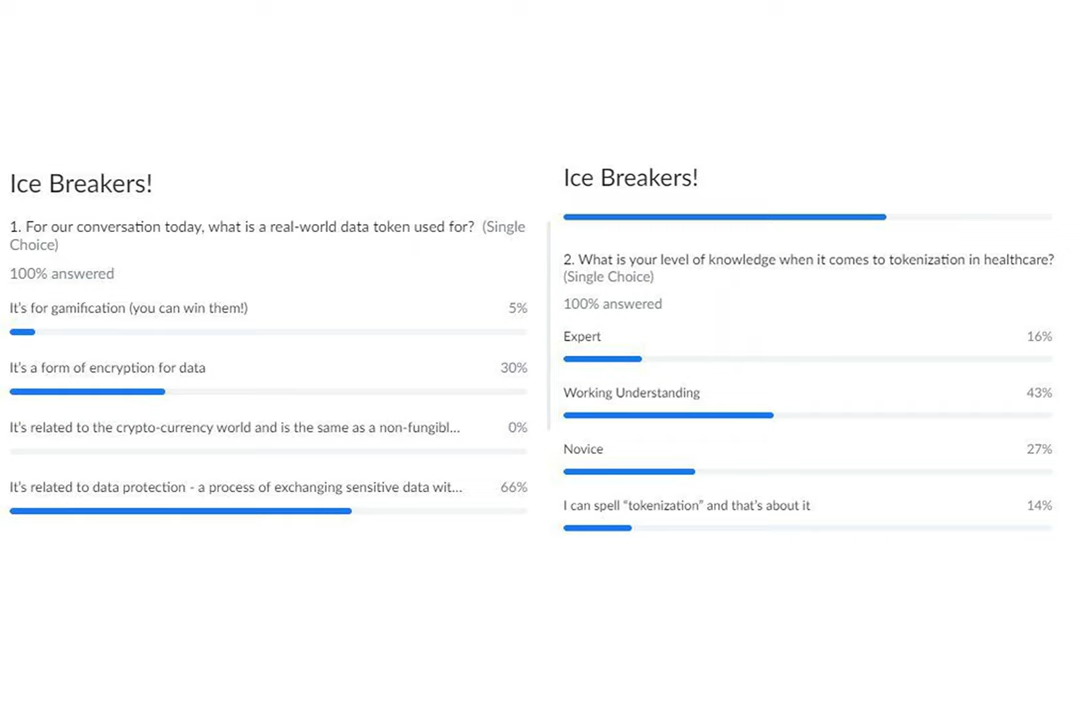 Ice Breakers!
1. For our conversation today, what is a real-world data token used for? (Single
Choice)
100% answered
It's for gamification (you can win them!) 5%
It's a form of encryption for data 30%
It's related to the crypto-currency world and is the same as a non-fungibl... 0%
It's related to data protection - a process of exchanging sensitive data wit... 66%
Ice Breakers!
2. What is your level of knowledge when it comes to tokenization in healthcare?
(Single Choice)
100% answered
Expert 16%
Working Understanding 43%
Novice 27%
I can spell “tokenization” and that's about it 14%